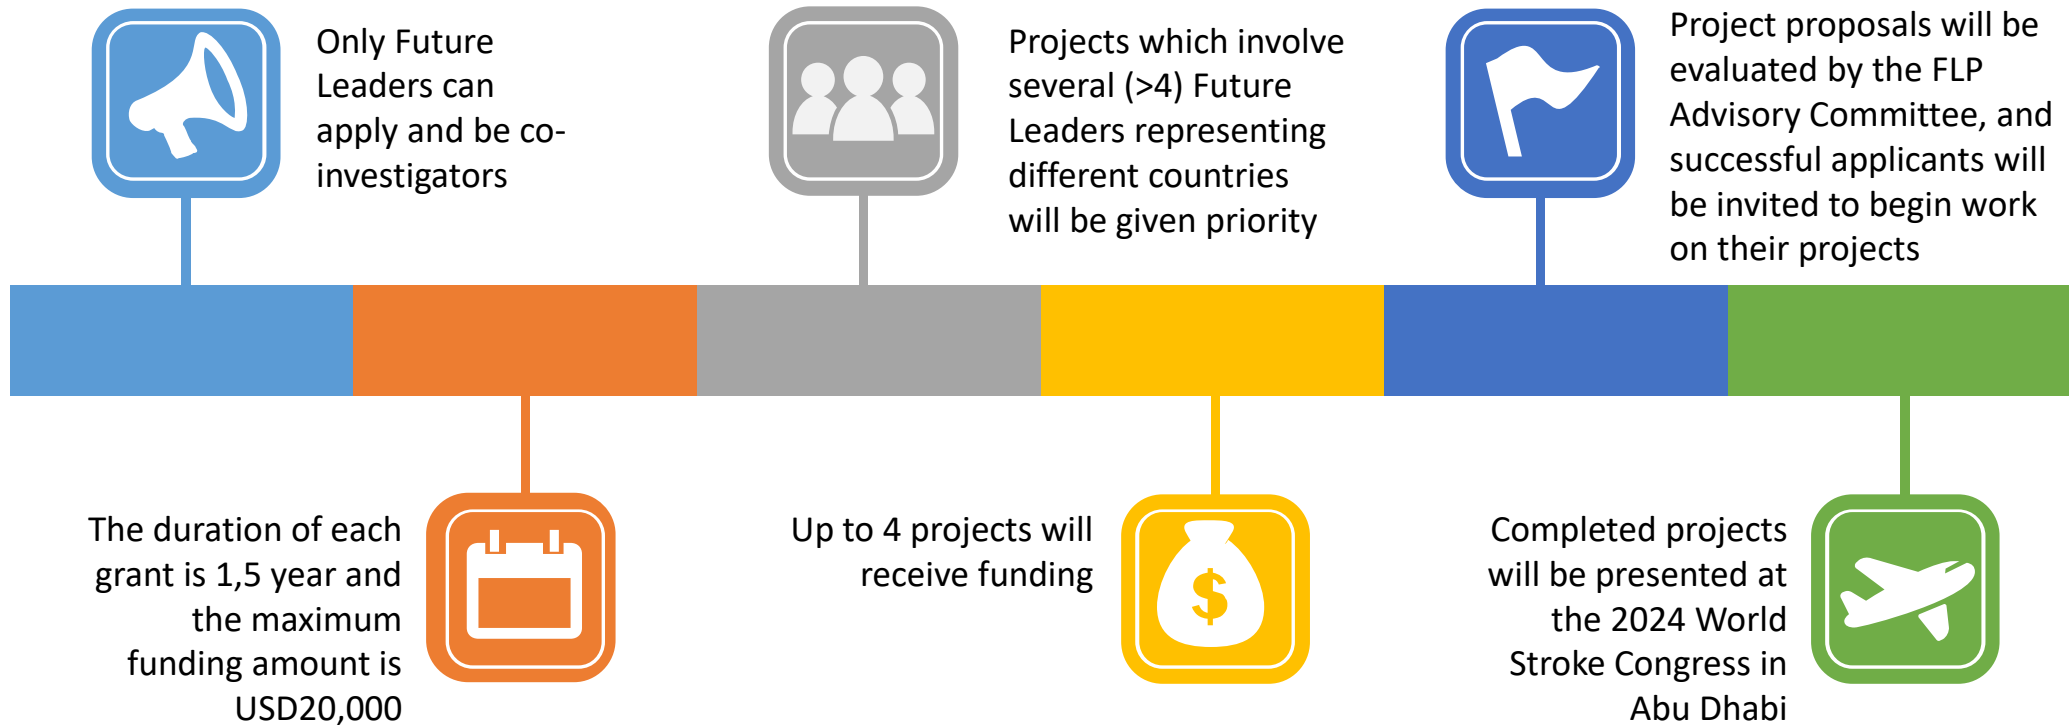 Only Future
Leaders can
apply and be co-
investigators
Projects which involve
several (>4) Future
Leaders representing
different countries
will be given priority
Project proposals will be
evaluated by the FLP
Advisory Committee, and
successful applicants will
be invited to begin work
on their projects
The duration of each
grant is 1,5 year and
the maximum
funding amount is
USD20,000
Up to 4 projects will
receive funding
$
Completed projects
will be presented at
the 2024 World
Stroke Congress in
Abu Dhabi